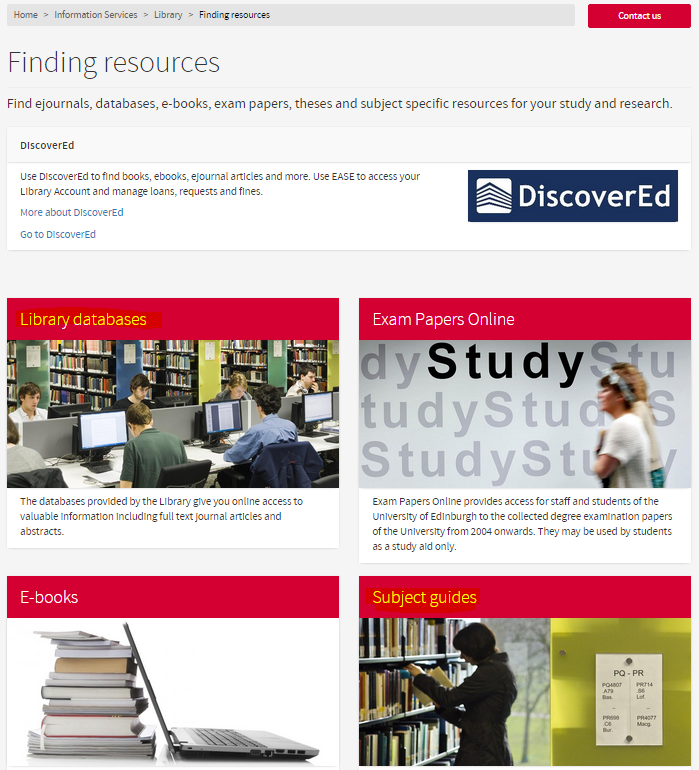 Home > Information Services > Library > Finding resources
Contact us
Finding resources
Find ejournals, databases, e-books, exam papers, theses and subject specific resources for your study and research.
DiscoverEd
Use DiscoverEd to find books, ebooks, ejournal articles and more. Use EASE to access your
Library Account and manage loans, requests and fines.
More about DiscoverEd
Go to DiscoverEd
DiscoverEd
Library databases
The databases provided by the Library give you online access to
valuable information including full text journal articles and
abstracts.
Exam Papers Online
dyStudyStu
tudyStudyS
StudyStudy
Exam Papers Online provides access for staff and students of the
University of Edinburgh to the collected degree examination papers
of the University from 2004 onwards. They may be used by students
as a study aid only.
E-books
Subject guides
PQ - PR
PQ4807 PR714
.A79 .S6
Bas. Lof.
– –
PR698 PR4077
.C6 Macg.
Bur.